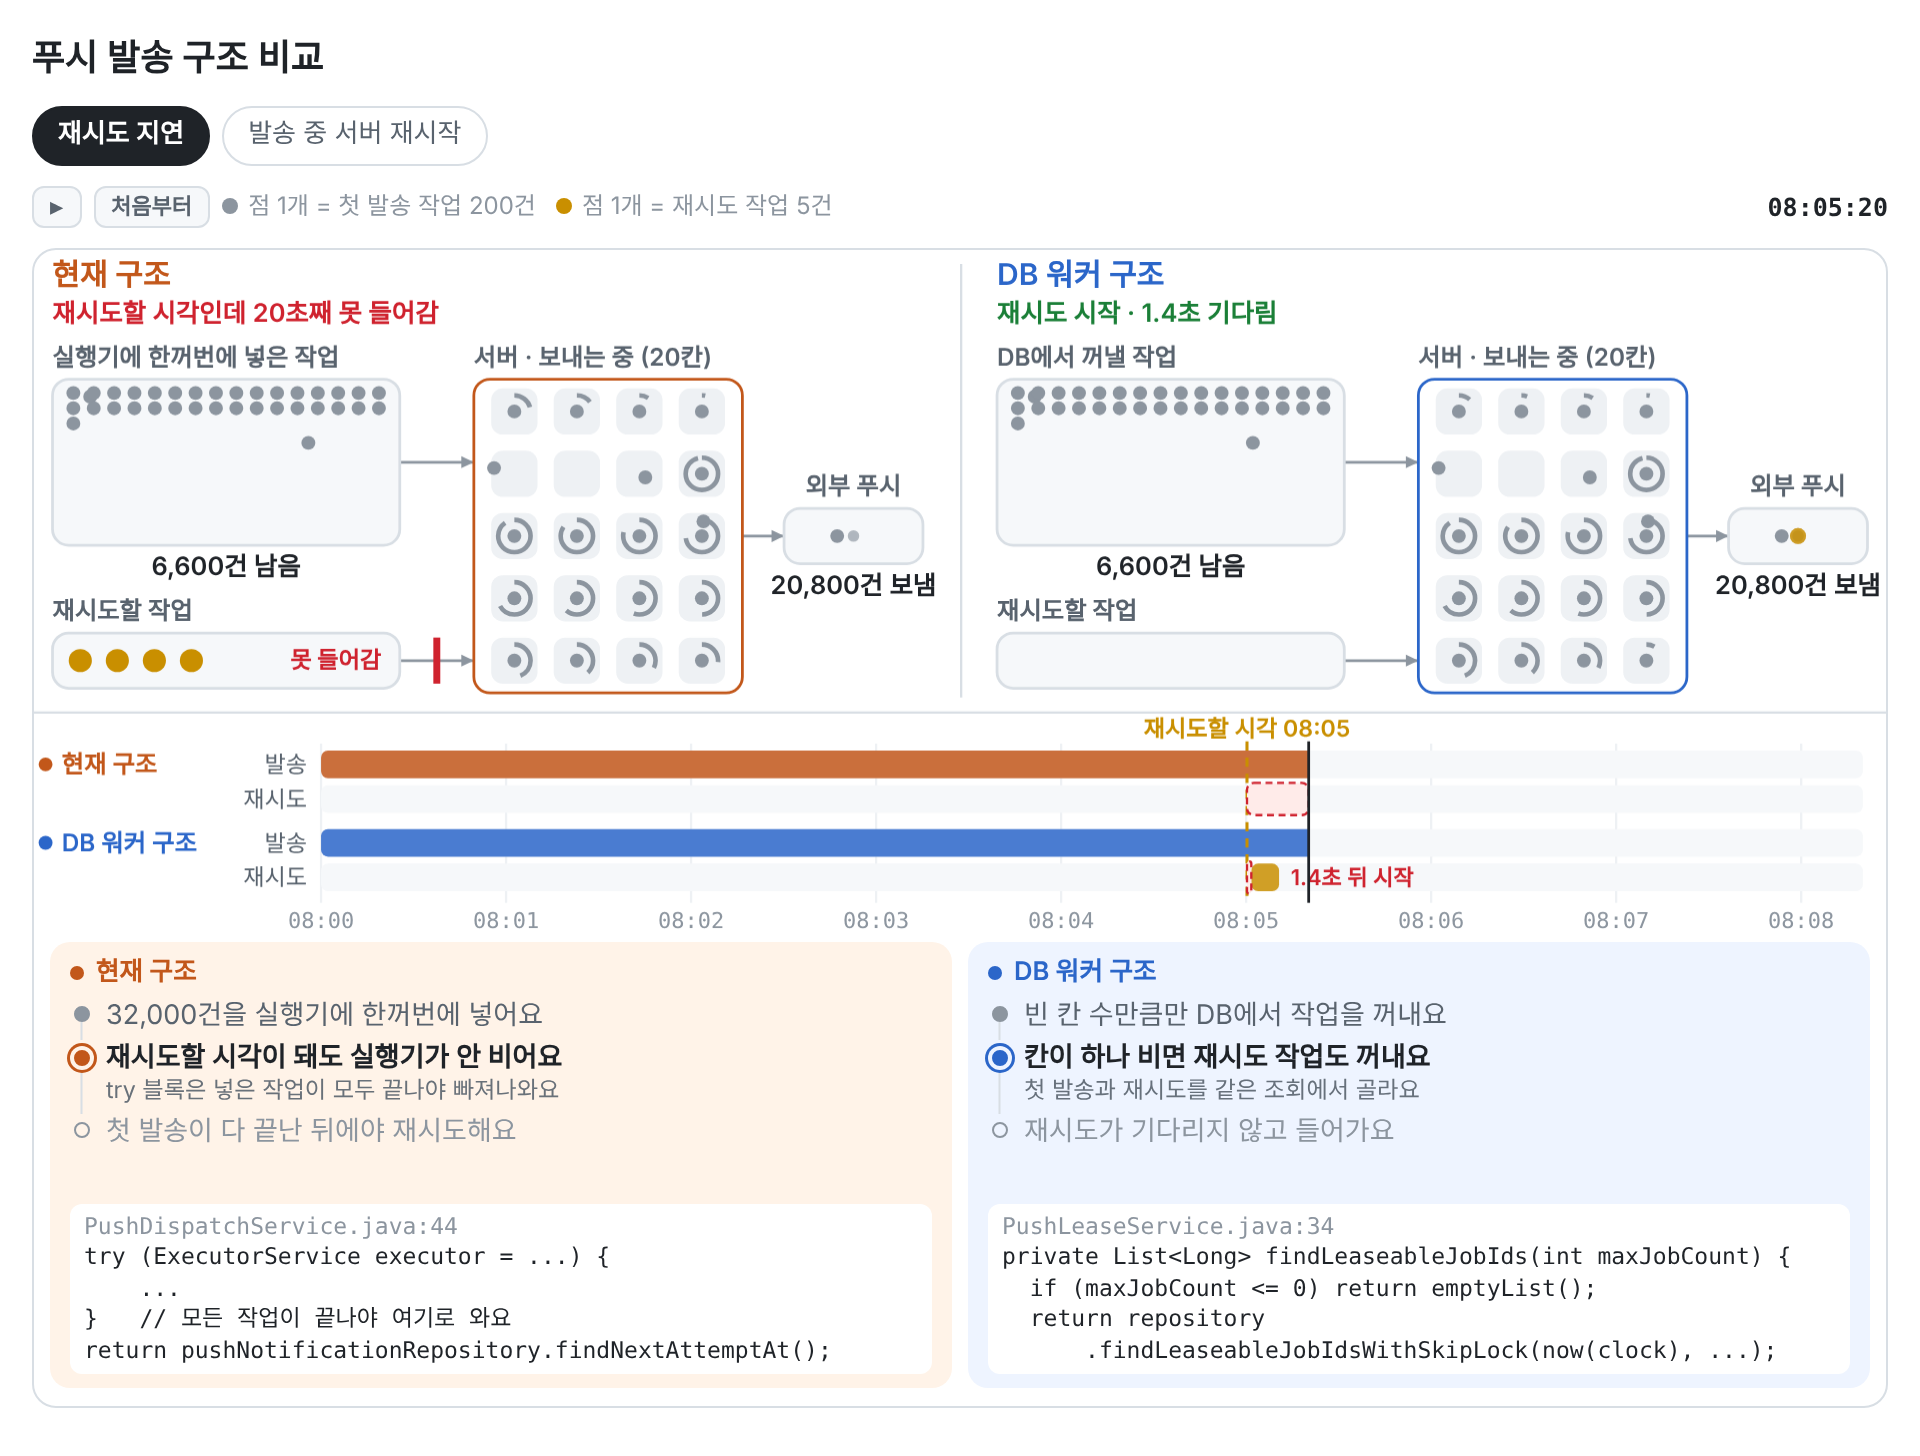 푸시 발송 구조 비교
재시도 지연
발송 중 서버 재시작
▶
처음부터
점 1개 = 첫 발송 작업 200건
점 1개 = 재시도 작업 5건
08:05:20
현재 구조
재시도할 시각인데 20초째 못 들어감
실행기에 한꺼번에 넣은 작업
서버 · 보내는 중 (20칸)
외부 푸시
6,600건 남음
20,800건 보냄
재시도할 작업
못 들어감
DB 워커 구조
재시도 시작 · 1.4초 기다림
DB에서 꺼낼 작업
서버 · 보내는 중 (20칸)
외부 푸시
6,600건 남음
20,800건 보냄
재시도할 작업
재시도할 시각 08:05
현재 구조
발송
재시도
DB 워커 구조
발송
재시도
1.4초 뒤 시작
08:00 08:01 08:02 08:03 08:04 08:05 08:06 08:07 08:08
현재 구조
32,000건을 실행기에 한꺼번에 넣어요
재시도할 시각이 돼도 실행기가 안 비어요
try 블록은 넣은 작업이 모두 끝나야 빠져나와요
첫 발송이 다 끝난 뒤에야 재시도해요
PushDispatchService.java:44
try (ExecutorService executor = ...) {
    ...
}   // 모든 작업이 끝나야 여기로 와요
return pushNotificationRepository.findNextAttemptAt();
DB 워커 구조
빈 칸 수만큼만 DB에서 작업을 꺼내요
칸이 하나 비면 재시도 작업도 꺼내요
첫 발송과 재시도를 같은 조회에서 골라요
재시도가 기다리지 않고 들어가요
PushLeaseService.java:34
private List<Long> findLeaseableJobIds(int maxJobCount) {
  if (maxJobCount <= 0) return emptyList();
  return repository
      .findLeaseableJobIdsWithSkipLock(now(clock), ...);